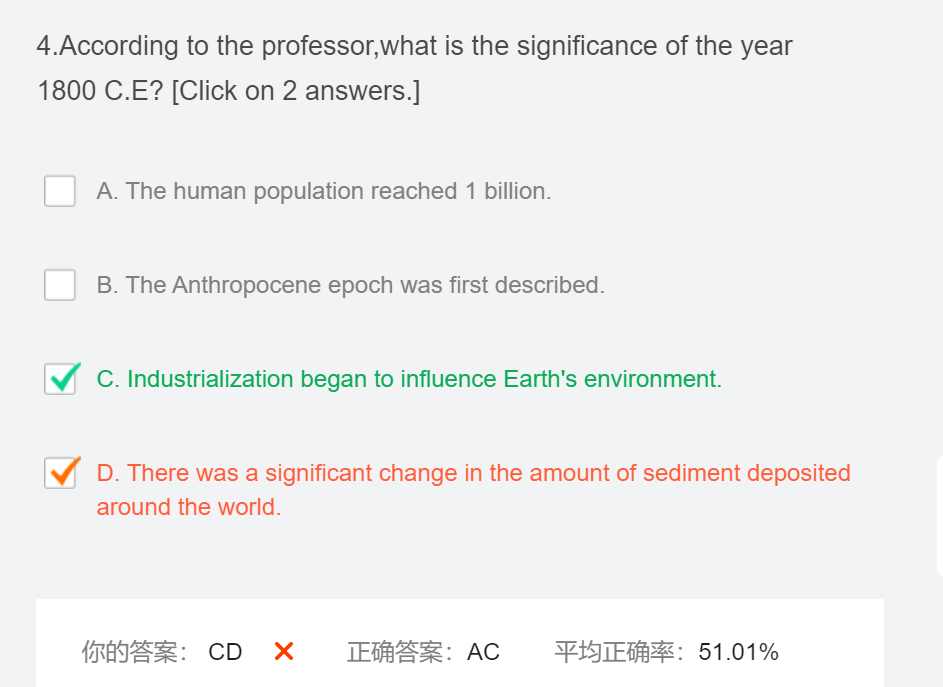 4.According to the professor,what is the significance of the year
1800 C.E? [Click on 2 answers.]
A. The human population reached 1 billion.
B. The Anthropocene epoch was first described.
C. Industrialization began to influence Earth's environment.
D. There was a significant change in the amount of sediment deposited
around the world.
你的答案： CD 正确答案： AC 平均正确率： 51.01%